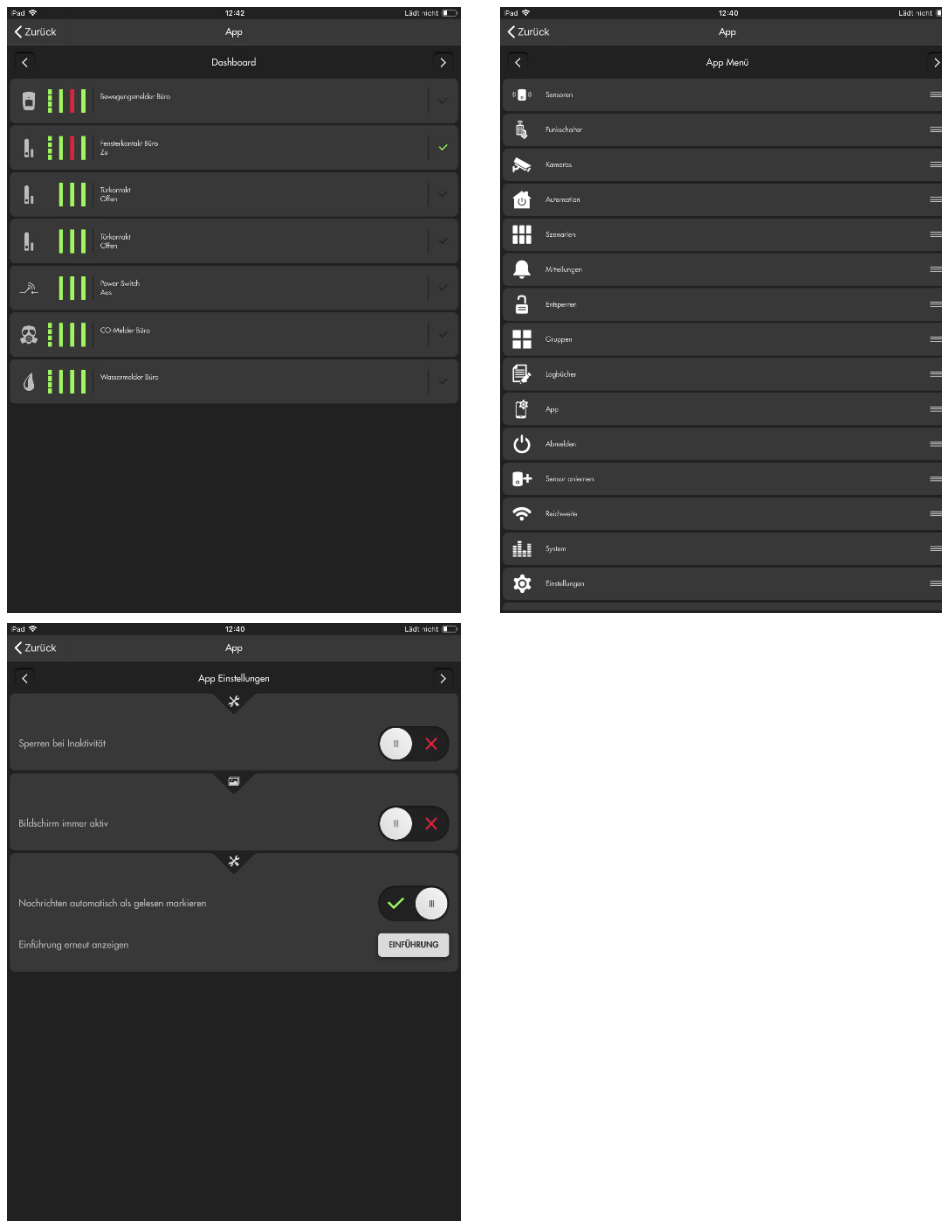 iPad 12:42 Lädt nicht
Zurück App
Dashboard
Bewegungsmelder Büro
Fensterkontakt Büro
Zu
Türkontakt
Offen
Türkontakt
Offen
Power Switch
Aus
CO-Melder Büro
Wassermelder Büro
iPad 12:40 Lädt nicht
Zurück App
App Menü
Sensoren
Funkschalter
Kameras
Automation
Szenarien
Mitteilungen
Entsperren
Gruppen
Logbücher
App
Abmelden
Sensor anlernen
Reichweite
System
Einstellungen
iPad 12:40 Lädt nicht
Zurück App
App Einstellungen
Sperren bei Inaktivität
Bildschirm immer aktiv
Nachrichten automatisch als gelesen markieren
Einführung erneut anzeigen EINFÜHRUNG